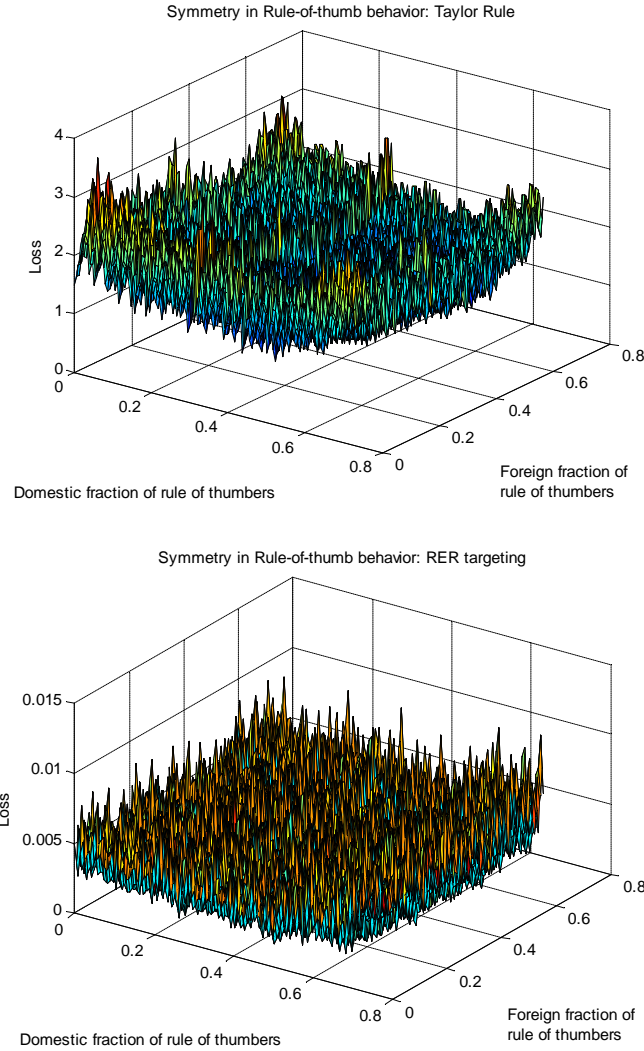 Symmetry in Rule-of-thumb behavior: Taylor Rule
4
3
2
1
0
Loss
0
0.2
0.4
0.6
0.8
0
0.2
0.4
0.6
0.8
Domestic fraction of rule of thumbers
Foreign fraction of
rule of thumbers
Symmetry in Rule-of-thumb behavior: RER targeting
0.015
0.01
0.005
0
Loss
0
0.2
0.4
0.6
0.8
0
0.2
0.4
0.6
0.8
Domestic fraction of rule of thumbers
Foreign fraction of
rule of thumbers